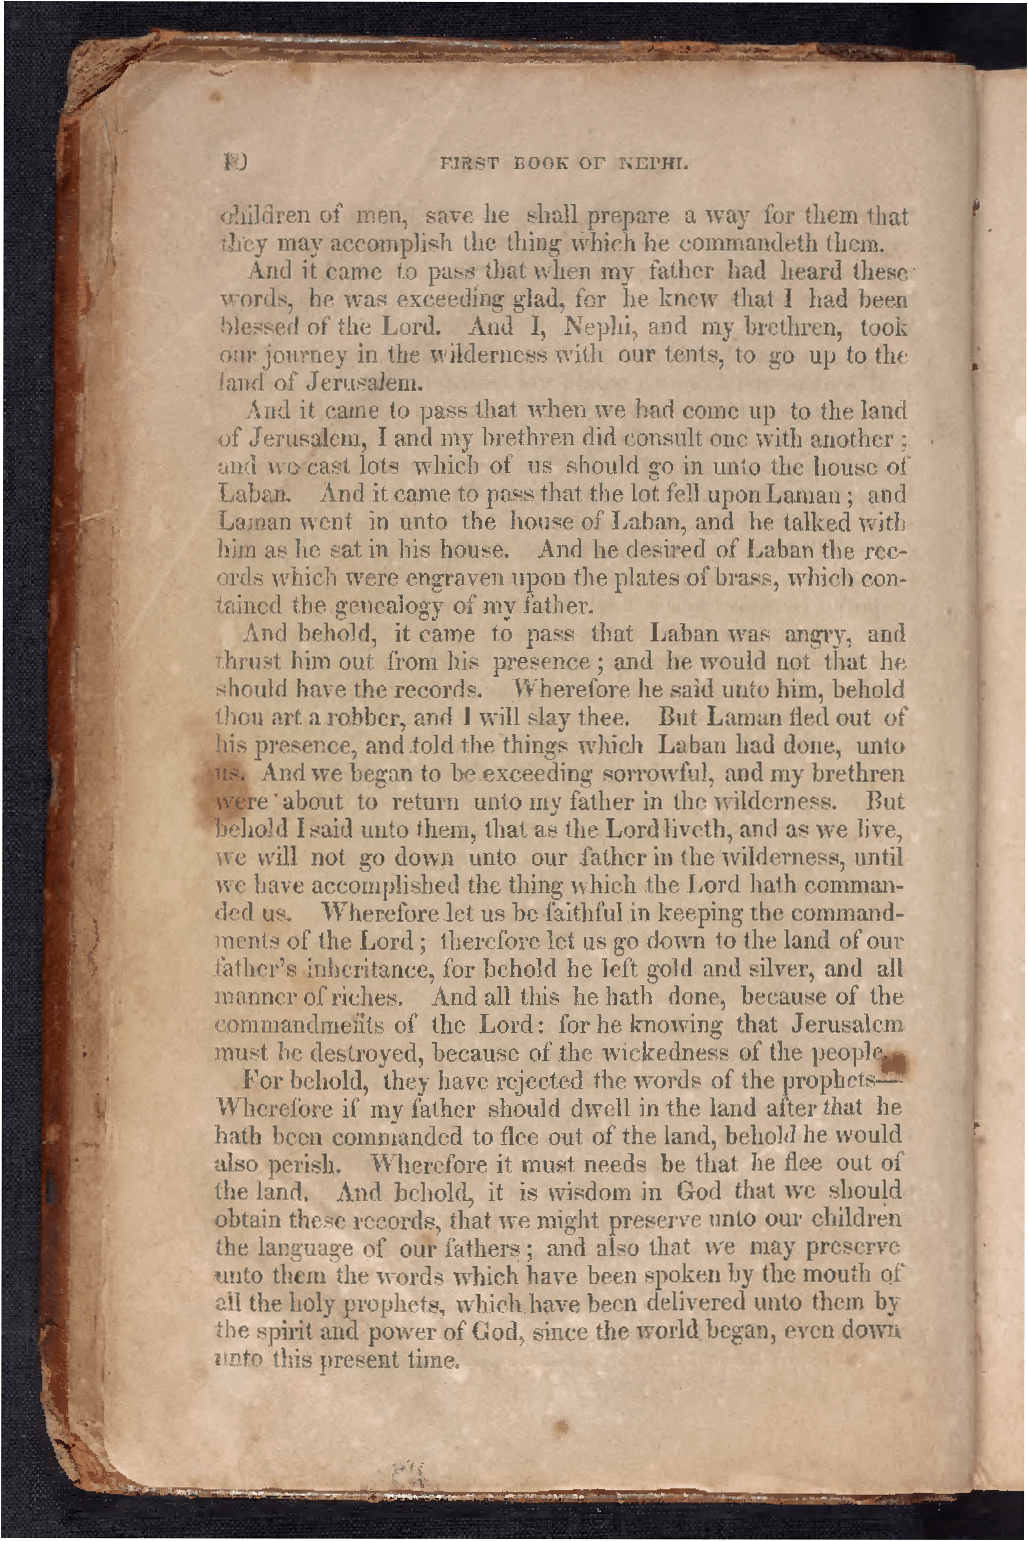 10 FIRST BOOK OF NEPHI.
children of men, save he shall prepare a way for them that
they may accomplish the thing which he commandeth them.
And it came to pass that when my father had heard these
words, he was exceeding glad, for he knew that I had been
blessed of the Lord. And I, Nephi, and my brethren, took
our journey in the wilderness with our tents, to go up to the
land of Jerusalem.
And it came to pass that when we had come up to the land
of Jerusalem, I and my brethren did consult one with another;
and we cast lots which of us should go in unto the house of
Laban. And it came to pass that the lot fell upon Laman; and
Laman went in unto the house of Laban, and he talked with
him as he sat in his house. And he desired of Laban the rec-
ords which were engraven upon the plates of brass, which con-
tained the genealogy of my father.
And behold, it came to pass that Laban was angry, and
thrust him out from his presence; and he would not that he
should have the records. Wherefore he said unto him, behold
thou art a robber, and I will slay thee. But Laman fled out of
his presence, and told the things which Laban had done, unto
us. And we began to be exceeding sorrowful, and my brethren
were about to return unto my father in the wilderness. But
behold I said unto them, that as the Lord liveth, and as we live,
we will not go down unto our father in the wilderness, until
we have accomplished the thing which the Lord hath comman-
ded us. Wherefore let us be faithful in keeping the command-
ments of the Lord; therefore let us go down to the land of our
father's inheritance, for behold he left gold and silver, and all
manner of riches. And all this he hath done, because of the
commandments of the Lord: for he knowing that Jerusalem
must be destroyed, because of the wickedness of the people.
For behold, they have rejected the words of the prophets—
Wherefore if my father should dwell in the land after that he
hath been commanded to flee out of the land, behold he would
also perish. Wherefore it must needs be that he flee out of
the land. And behold, it is wisdom in God that we should
obtain these records, that we might preserve unto our children
the language of our fathers; and also that we may preserve
unto them the words which have been spoken by the mouth of
all the holy prophets, which have been delivered unto them by
the spirit and power of God, since the world began, even down
unto this present time.